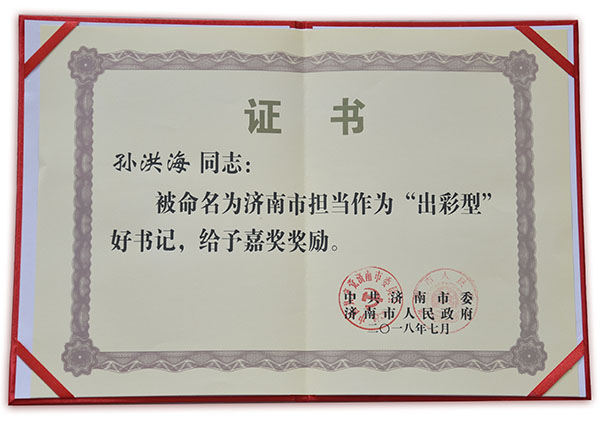 证 书
孙洪海 同志：
被命名为济南市担当作为“出彩型”
好书记，给予嘉奖奖励。
中共济南市委
济南市人民政府
二〇一八年七月